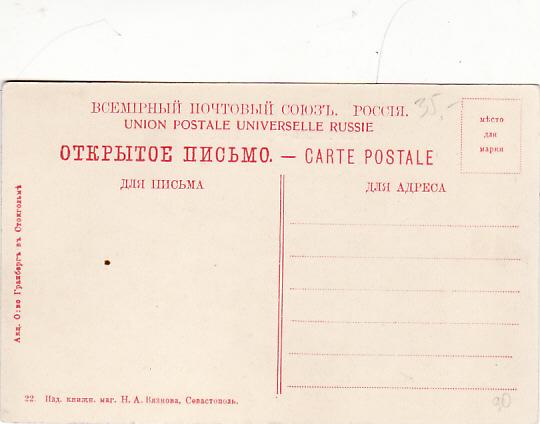 ВСЕМІРНЫЙ ПОЧТОВЫЙ СОЮЗЪ. РОССІЯ.
UNION POSTALE UNIVERSELLE RUSSIE
ОТКРЫТОЕ ПИСЬМО. — CARTE POSTALE
35,-
мѣсто
для
марки
ДЛЯ ПИСЬМА
ДЛЯ АДРЕСА
Акц. О-во Гранбергъ въ Стокгольмѣ
22. Изд. книжн. маг. Н. А. Вязнова, Севастополь.
90